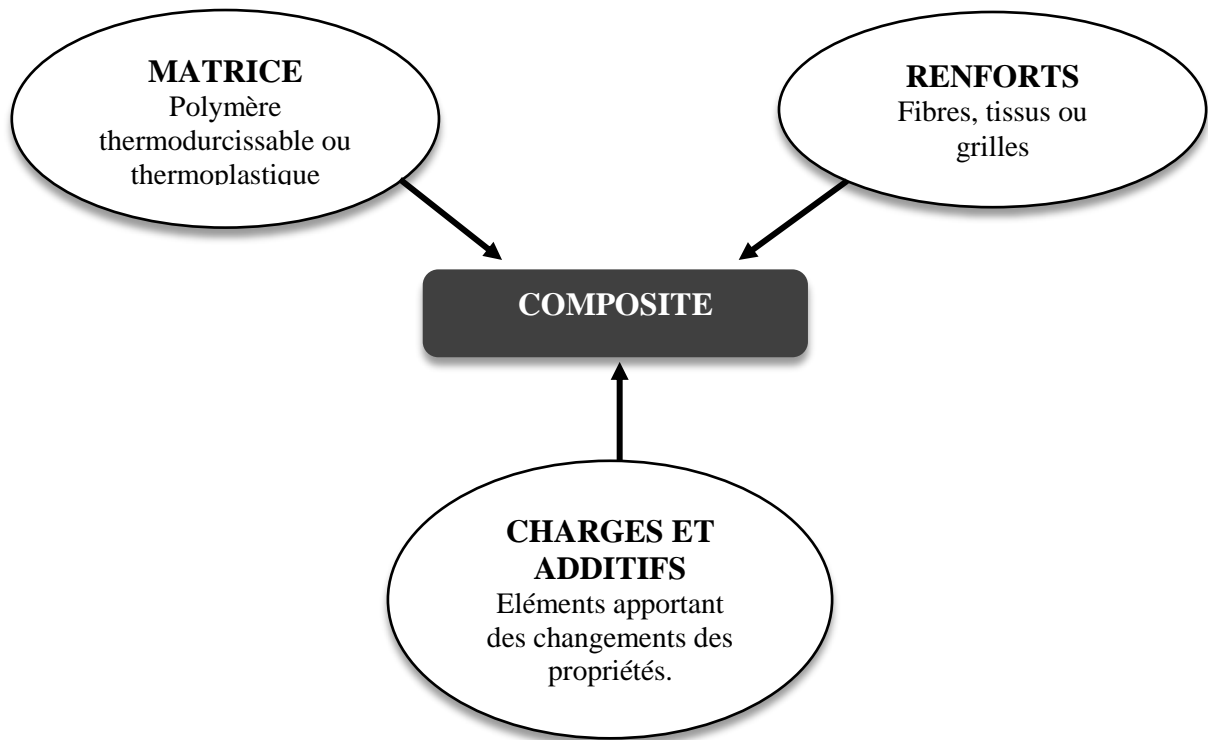 MATRICE
Polymère
thermodurcissable ou
thermoplastique
RENFORTS
Fibres, tissus ou
grilles
COMPOSITE
CHARGES ET
ADDITIFS
Eléments apportant
des changements des
propriétés.